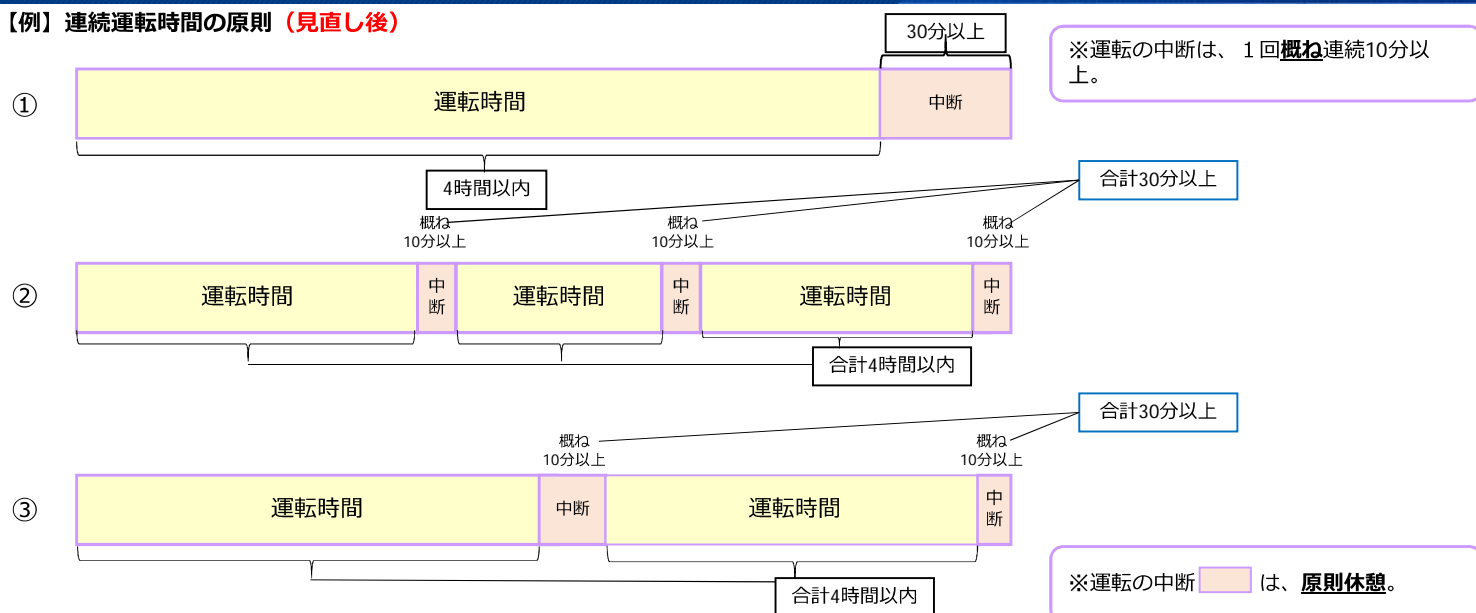 【例】連続運転時間の原則（見直し後）
30分以上
※運転の中断は、１回概ね連続10分以
上。
①
運転時間
中断
4時間以内
合計30分以上
概ね
10分以上
概ね
10分以上
概ね
10分以上
②
運転時間
中
断
運転時間
中
断
運転時間
中
断
合計4時間以内
合計30分以上
概ね
10分以上
概ね
10分以上
③
運転時間
中断
運転時間
中
断
合計4時間以内
※運転の中断 は、原則休憩。